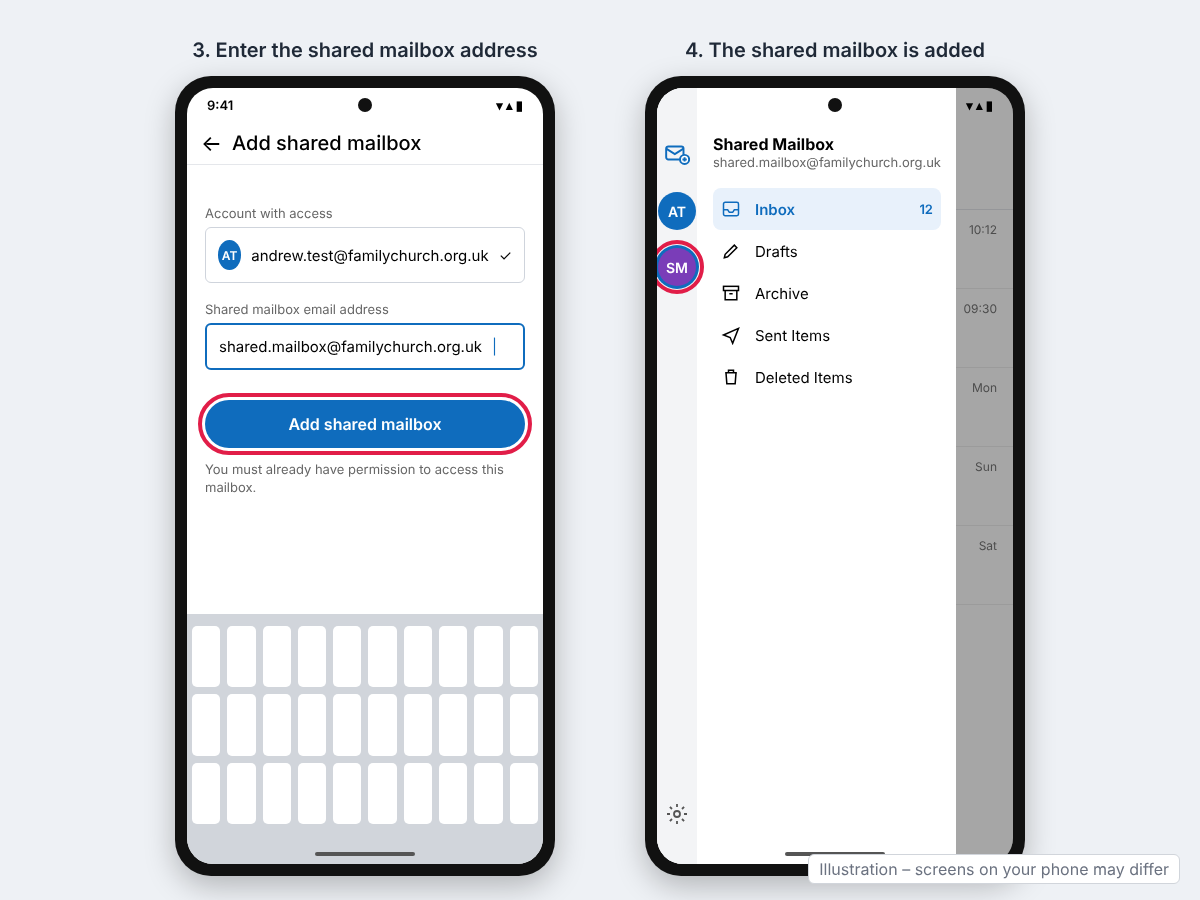 3. Enter the shared mailbox address
9:41
Add shared mailbox
Account with access
AT
andrew.test@familychurch.org.uk
Shared mailbox email address
shared.mailbox@familychurch.org.uk
Add shared mailbox
You must already have permission to access this
mailbox.
4. The shared mailbox is added
Shared Mailbox
shared.mailbox@familychurch.org.uk
AT
SM
Inbox 12
Drafts
Archive
Sent Items
Deleted Items
10:12
09:30
Mon
Sun
Sat
Illustration – screens on your phone may differ